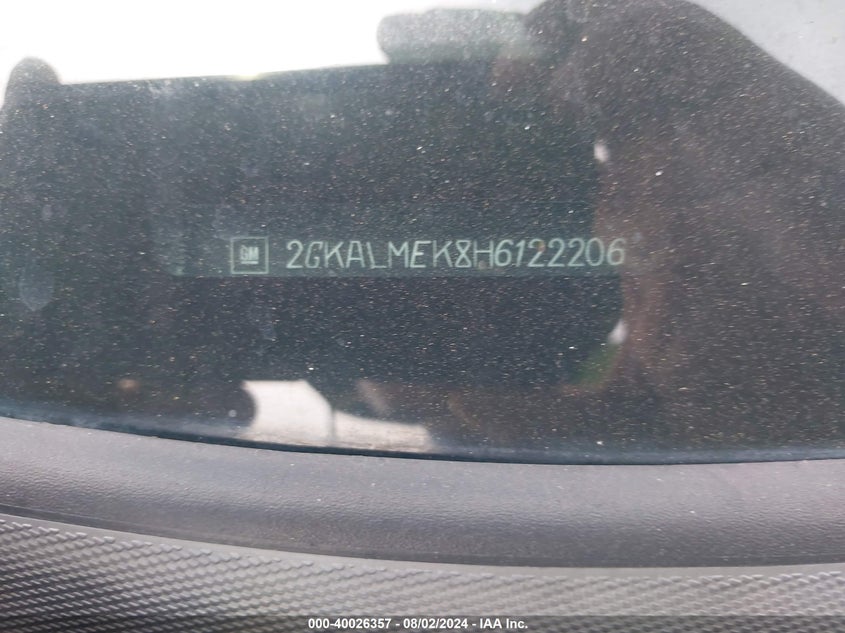 GM 2GKALMEK8H6122206
000-40026357 - 08/02/2024 - IAA Inc.